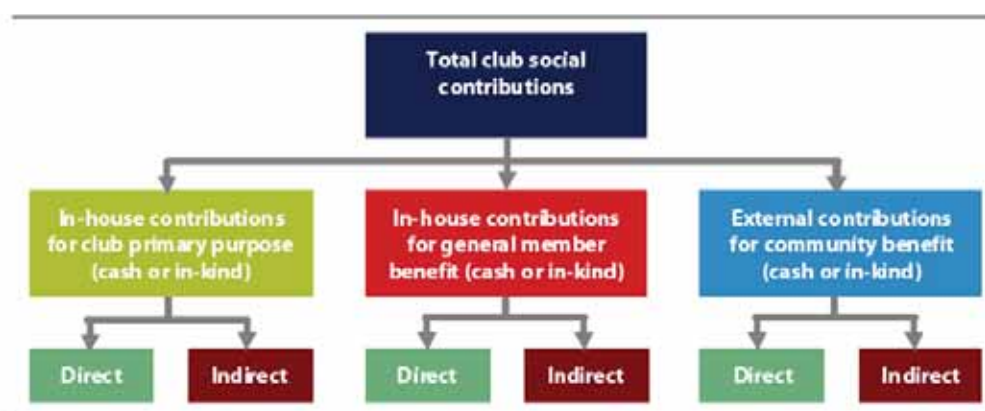 Total club social
contributions
In-house contributions
for club primary purpose
(cash or in-kind)
In-house contributions
for general member
benefit (cash or in-kind)
External contributions
for community benefit
(cash or in-kind)
Direct
Indirect
Direct
Indirect
Direct
Indirect